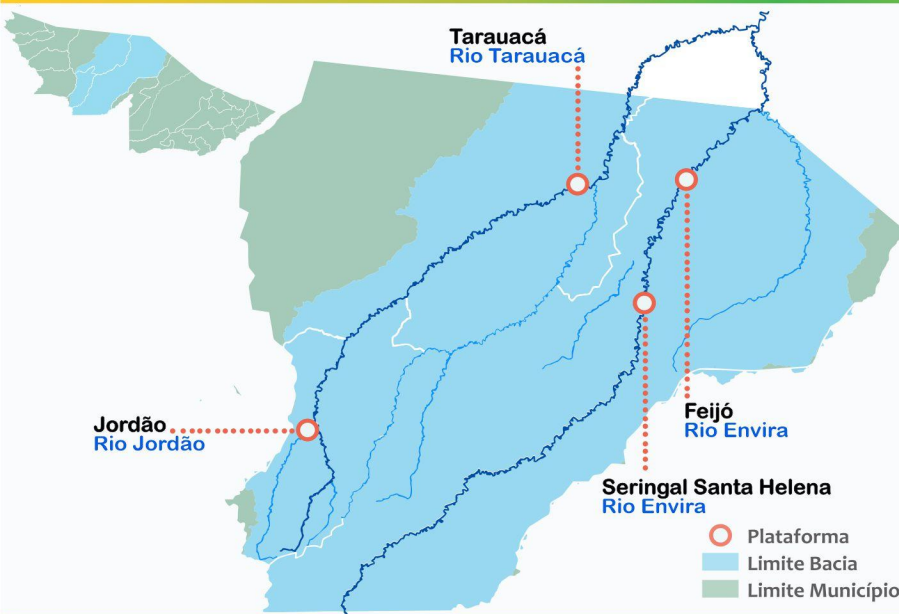 Tarauacá
Rio Tarauacá
Jordão
Rio Jordão
Feijó
Rio Envira
Seringal Santa Helena
Rio Envira
Plataforma
Limite Bacia
Limite Município